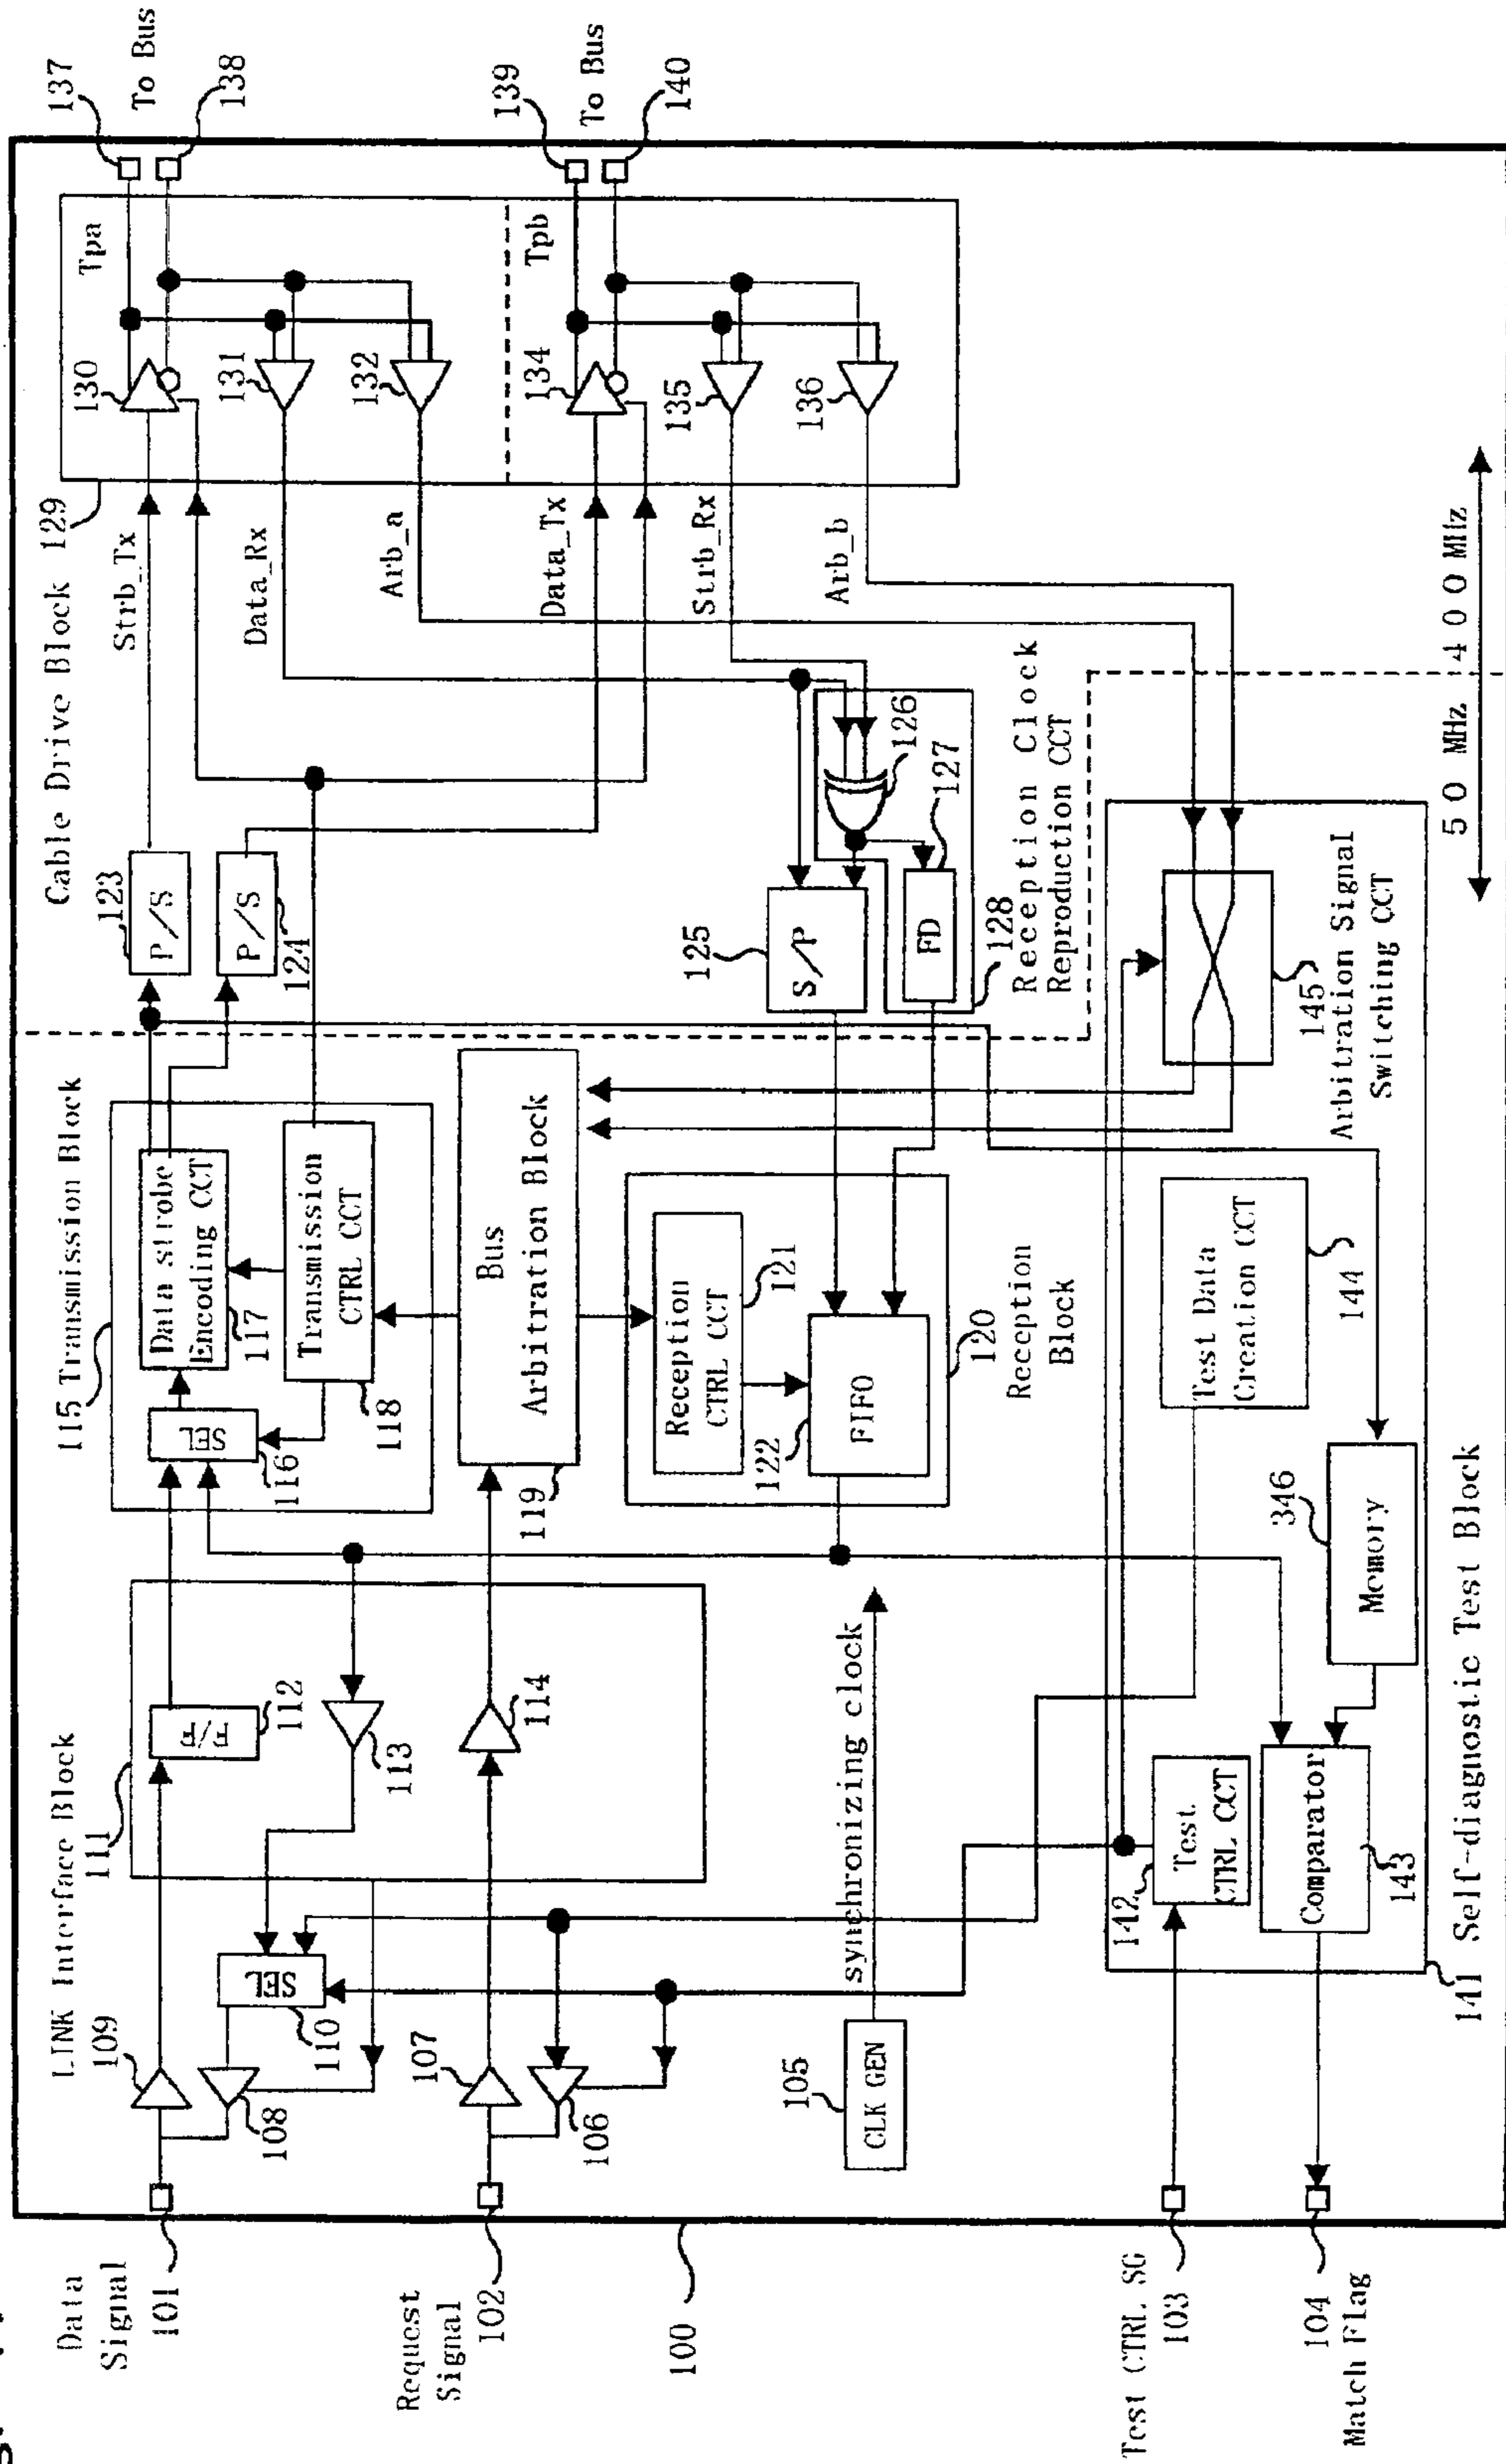 g.
Data
Signal
101
Request
Signal
102
100
Test CTRL SG
103
104
Match Flag
LINK Interface Block
109
108
SEL
110
111
F/F
112
113
107
106
114
105
CLK GEN
synchronizing clock
115 Transmission Block
SEL
116
Data strobe
Encoding CCT
117
Transmission
CTRL CCT
118
Bus
Arbitration Block
119
Reception
CTRL CCT
121
122
FIFO
120
Reception
Block
Cable Drive Block 129
123
P/S
P/S
124
Strb_Tx
Data_Rx
Arb_a
Data_Tx
Strb_Rx
Arb_b
125
S/P
126
127
FD
128
Reception Clock
Reproduction CCT
Tpa
130
131
132
Tpb
134
135
136
137
To Bus
138
139
To Bus
140
142
Test
CTRL CCT
Comparator
143
346
Memory
Test Data
Creation CCT
144
145
Arbitration Signal
Switching CCT
141 Self-diagnostic Test Block
50 MHz 400 MHz